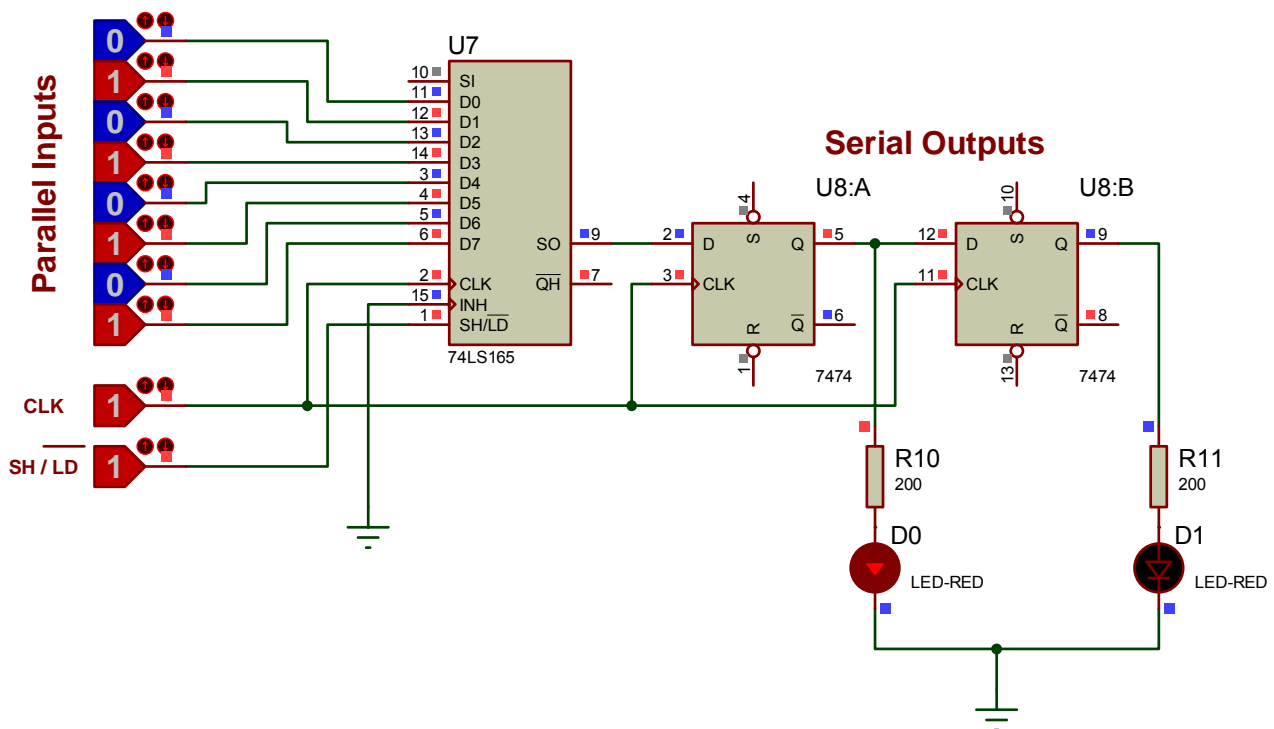 Parallel Inputs
0
1
0
1
0
1
0
1
CLK
1
SH / LD
1
U7
10
SI
11
D0
12
D1
13
D2
14
D3
3
D4
4
D5
5
D6
6
D7
SO
9
2
CLK
QH
7
15
INH
1
SH/LD
74LS165
Serial Outputs
U8:A
4
S
2
D
Q
5
3
CLK
Q
6
R
1
7474
U8:B
10
S
12
D
Q
9
11
CLK
Q
8
R
13
7474
R10
200
D0
LED-RED
R11
200
D1
LED-RED